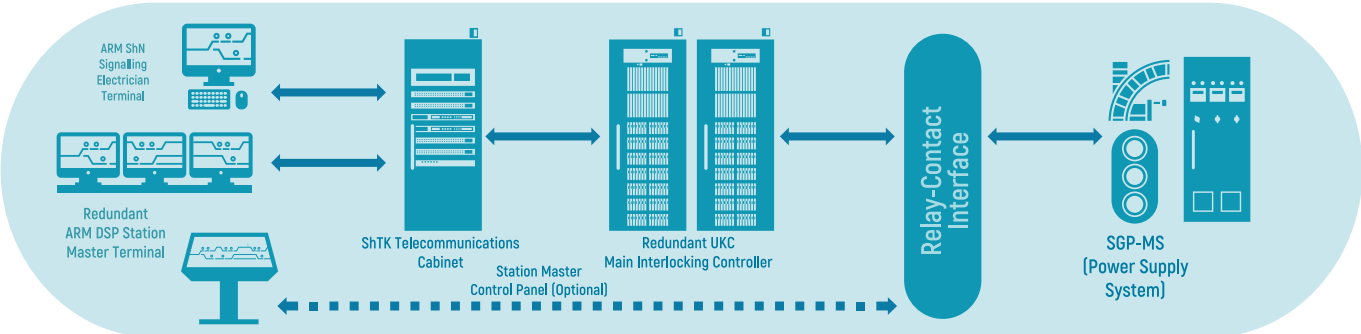 ARM ShN
Signalling
Electrician
Terminal
Redundant
ARM DSP Station
Master Terminal
ShTK Telecommunications
Cabinet
Station Master
Control Panel (Optional)
Redundant UKC
Main Interlocking Controller
Relay-Contact
Interface
SGP-MS
(Power Supply
System)